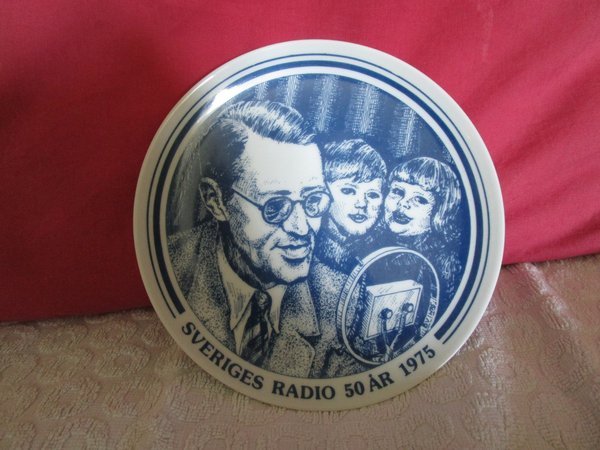 SVERIGES RADIO 50 ÅR 1975